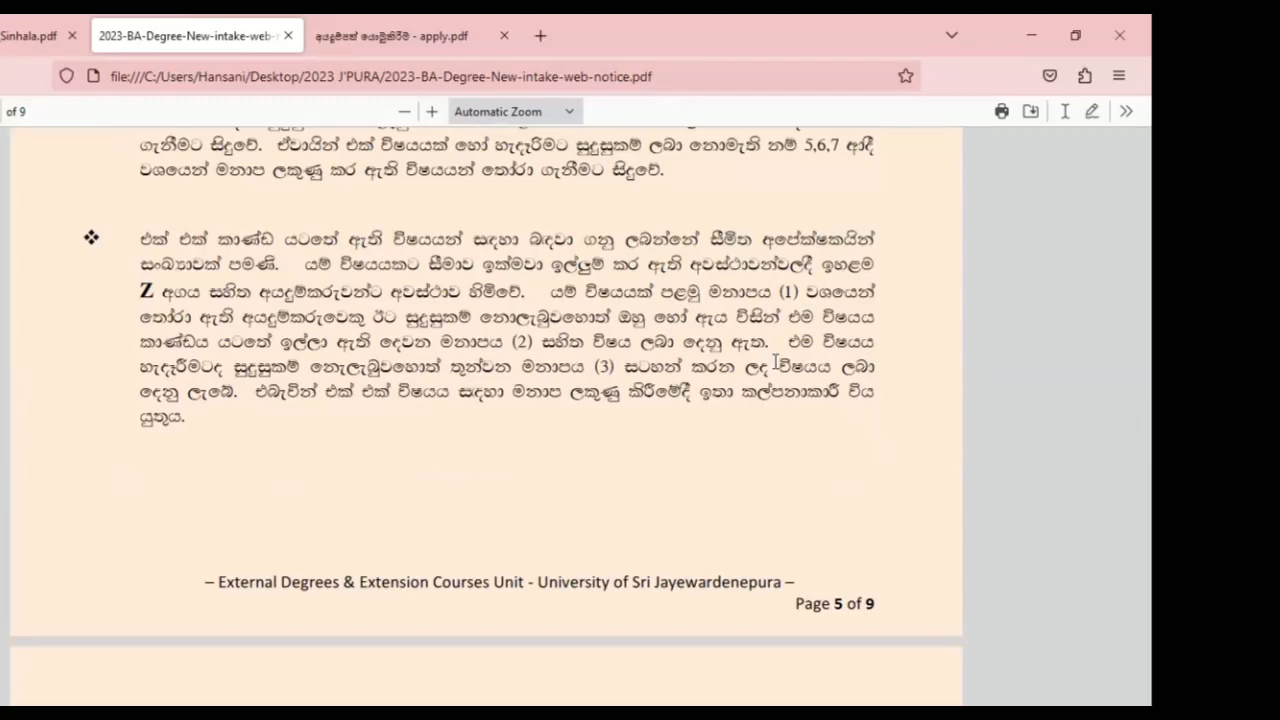 Sinhala.pdf
2023-BA-Degree-New-intake-web-
අයදුම්පත් යොමුකිරීම් - apply.pdf
file:///C:/Users/Hansani/Desktop/2023 J'PURA/2023-BA-Degree-New-intake-web-notice.pdf
of 9
Automatic Zoom
ගැනීමට සිදුවේ. ඒවායින් එක් විෂයයක් හෝ හැදෑරිමට සුදුසුකම් ලබා නොමැති නම් 5,6,7 ආදී
වශයෙන් මනාප ලකුණු කර ඇති විෂයයන් තෝරා ගැනීමට සිදුවේ.
❖ එක් එක් කාණ්ඩ යටතේ ඇති විෂයයන් සඳහා බඳවා ගනු ලබන්නේ සීමිත අපේක්ෂකයින්
සංඛ්‍යාවක් පමණි. යම් විෂයයකට සීමාව ඉක්මවා ඉල්ලුම් කර ඇති අවස්ථාවන්වලදී ඉහළම
Z අගය සහිත අයදුම්කරුවන්ට අවස්ථාව හිමිවේ. යම් විෂයයක් පළමු මනාපය (1) වශයෙන්
තෝරා ඇති අයදුම්කරුවෙකු ඊට සුදුසුකම් නොලැබුවහොත් ඔහු හෝ ඇය විසින් එම විෂයය
කාණ්ඩය යටතේ ඉල්ලා ඇති දෙවන මනාපය (2) සහිත විෂය ලබා දෙනු ඇත. එම විෂයය
හැදෑරීමටද සුදුසුකම් නොලැබුවහොත් තුන්වන මනාපය (3) සටහන් කරන ලද විෂයය ලබා
දෙනු ලැබේ. එබැවින් එක් එක් විෂයය සඳහා මනාප ලකුණු කිරීමේදී ඉතා කල්පනාකාරී විය
යුතුය.
– External Degrees & Extension Courses Unit - University of Sri Jayewardenepura –
Page 5 of 9